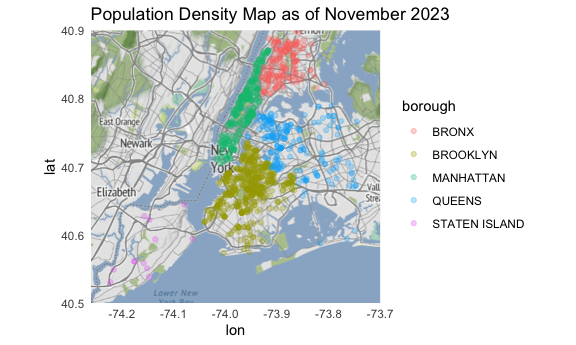 Population Density Map as of November 2023
40.9
40.8
40.7
40.6
40.5
lat
East Orange
Newark
New
York
Elizabeth
Vall
Strea
Lower New
York Bay
-74.2
-74.1
-74.0
-73.9
-73.8
-73.7
lon
borough
BRONX
BROOKLYN
MANHATTAN
QUEENS
STATEN ISLAND